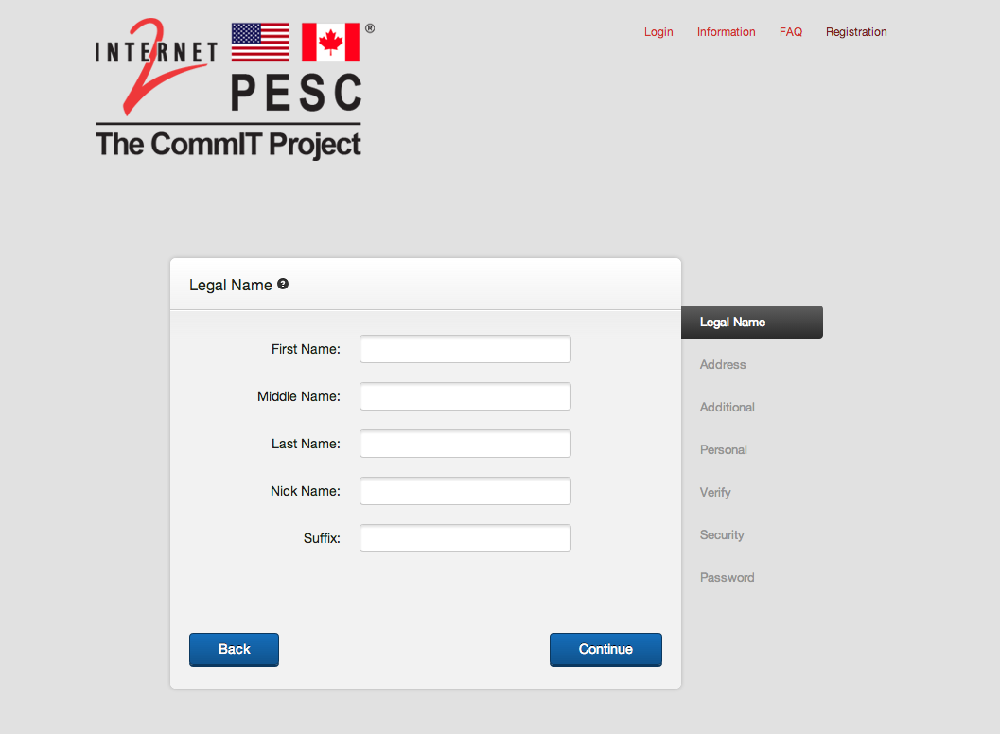 INTERNET
2
®
PESC
The CommIT Project
Login Information FAQ Registration
Legal Name ?
First Name:
Middle Name:
Last Name:
Nick Name:
Suffix:
Back Continue
Legal Name
Address
Additional
Personal
Verify
Security
Password